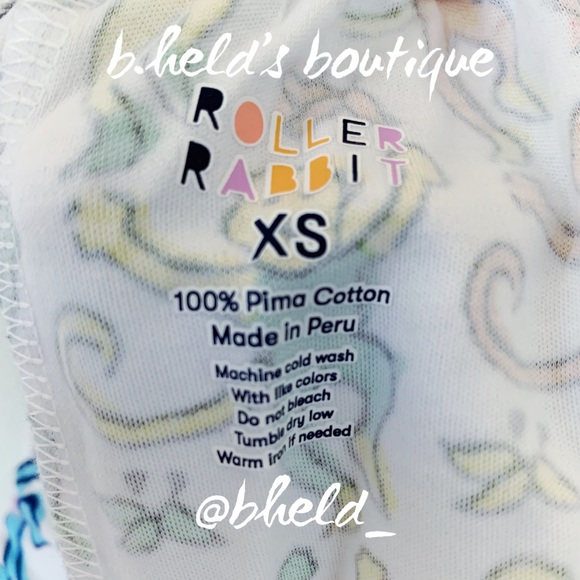 b.held's boutique
ROLLER
RABBIT
XS
100% Pima Cotton
Made in Peru
Machine cold wash
With like colors
Do not bleach
Tumble dry low
Warm iron if needed
@bheld_